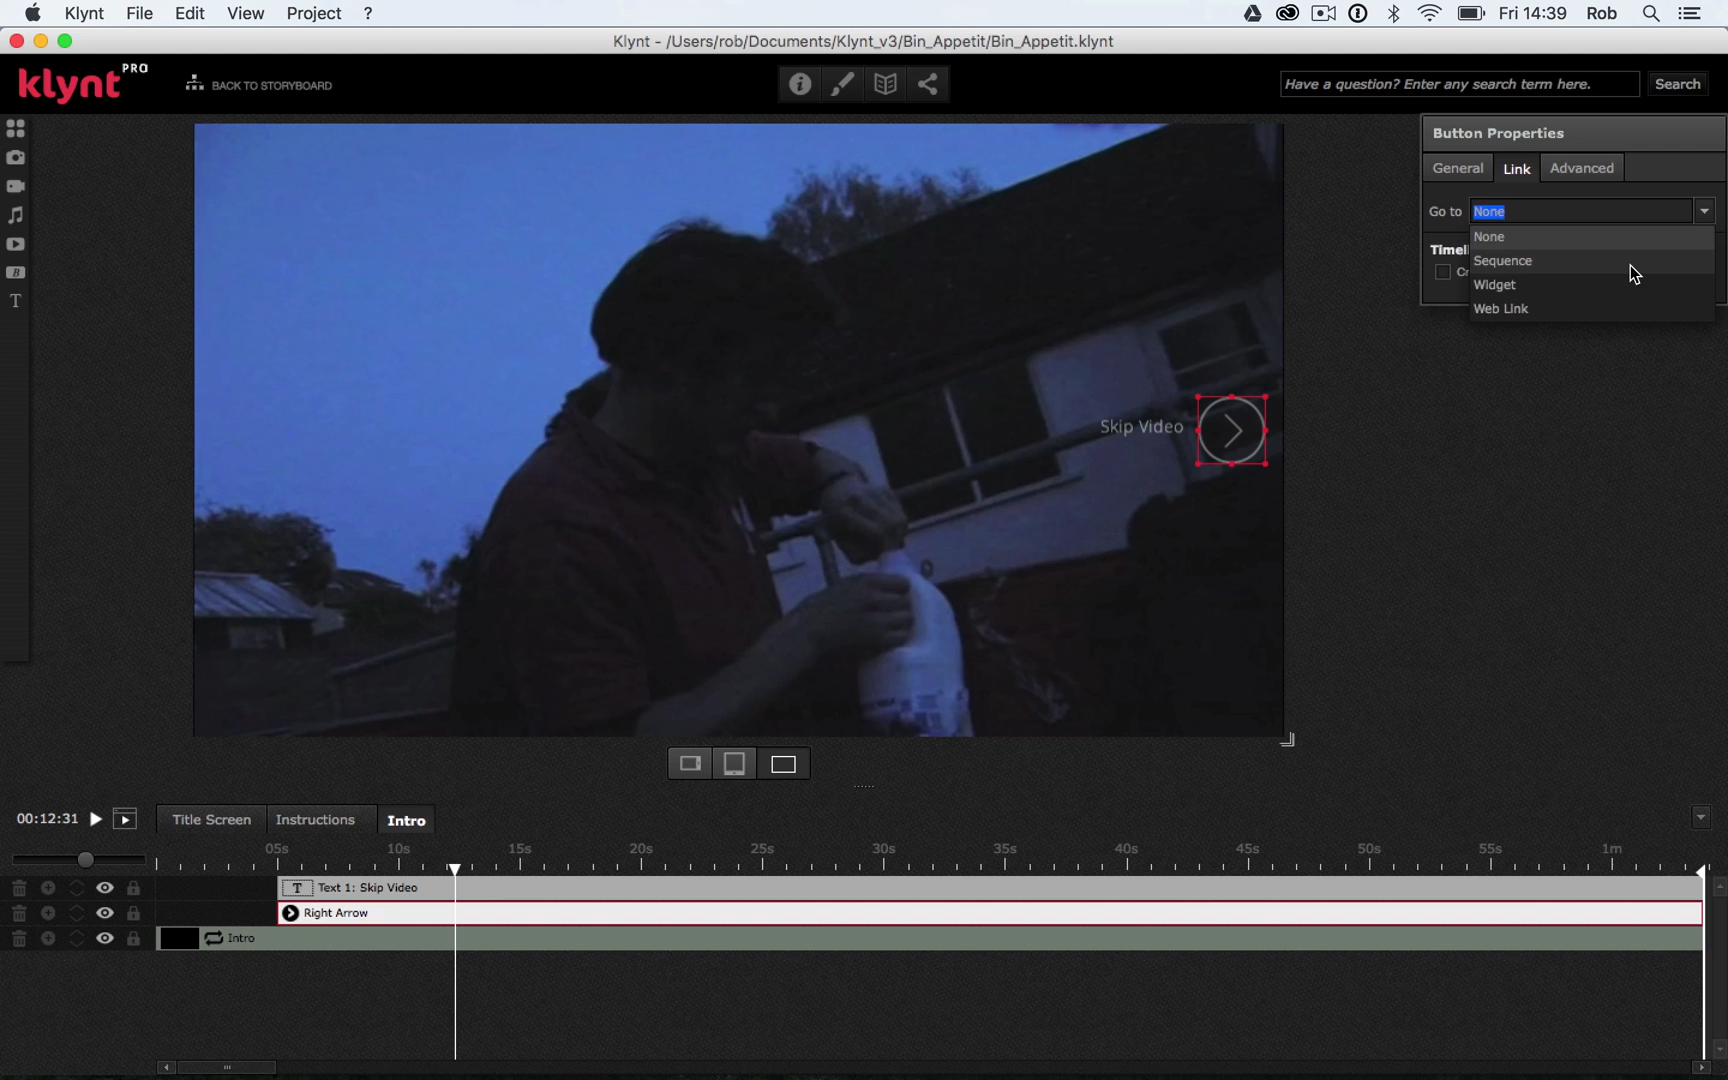 Klynt File Edit View Project ? Fri 14:39 Rob
Klynt - /Users/rob/Documents/Klynt_v3/Bin_Appetit/Bin_Appetit.klynt
klynt PRO BACK TO STORYBOARD Have a question? Enter any search term here. Search
Button Properties
General Link Advanced
Go to None
None
Timeli
Sequence
Cr
Widget
Web Link
Skip Video
00:12:31 Title Screen Instructions Intro
05s 10s 15s 20s 25s 30s 35s 40s 45s 50s 55s 1m
T Text 1: Skip Video
Right Arrow
Intro
B
T